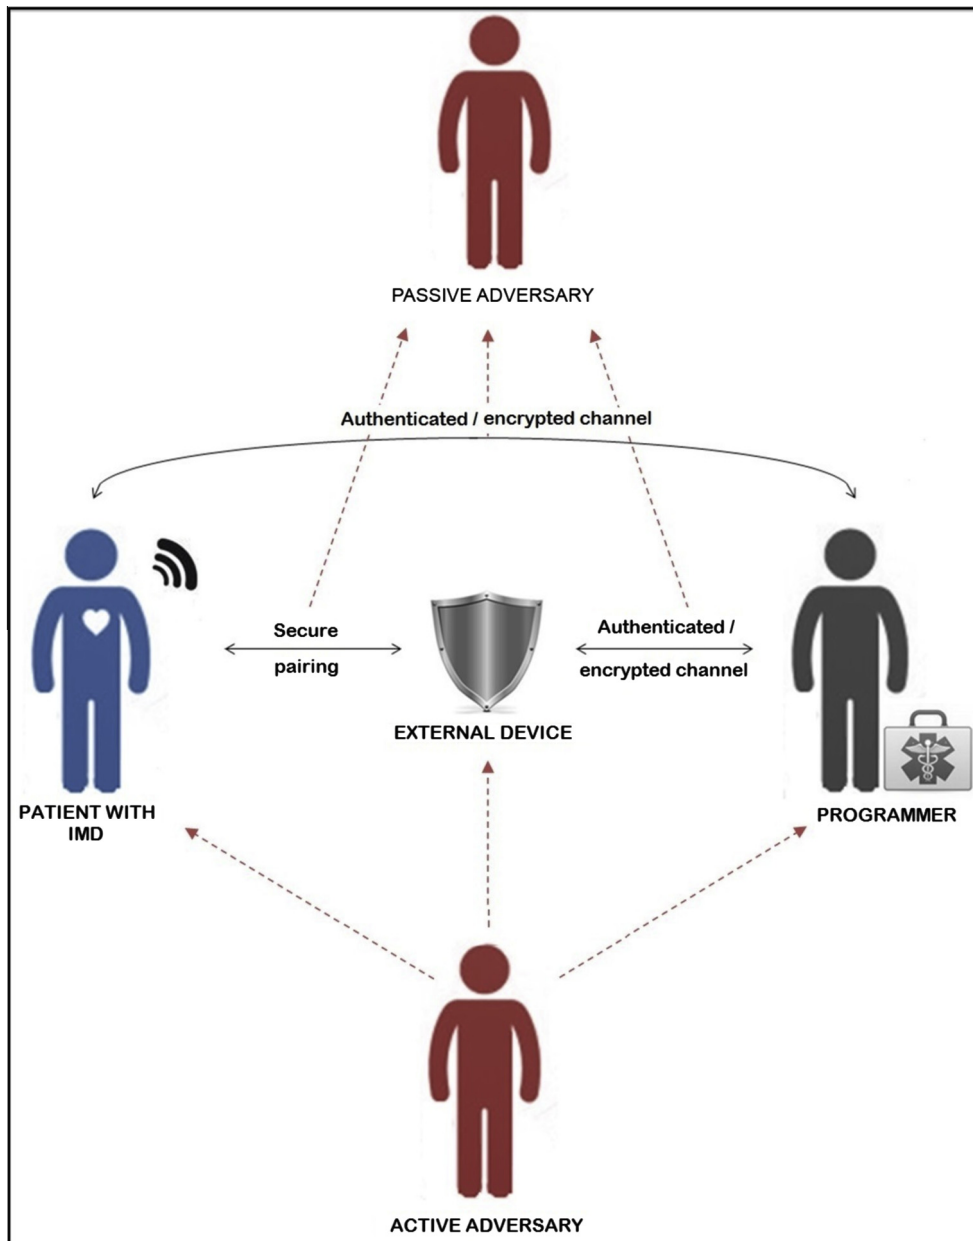 PASSIVE ADVERSARY
Authenticated / encrypted channel
Secure
pairing
Authenticated /
encrypted channel
EXTERNAL DEVICE
PATIENT WITH
IMD
PROGRAMMER
ACTIVE ADVERSARY